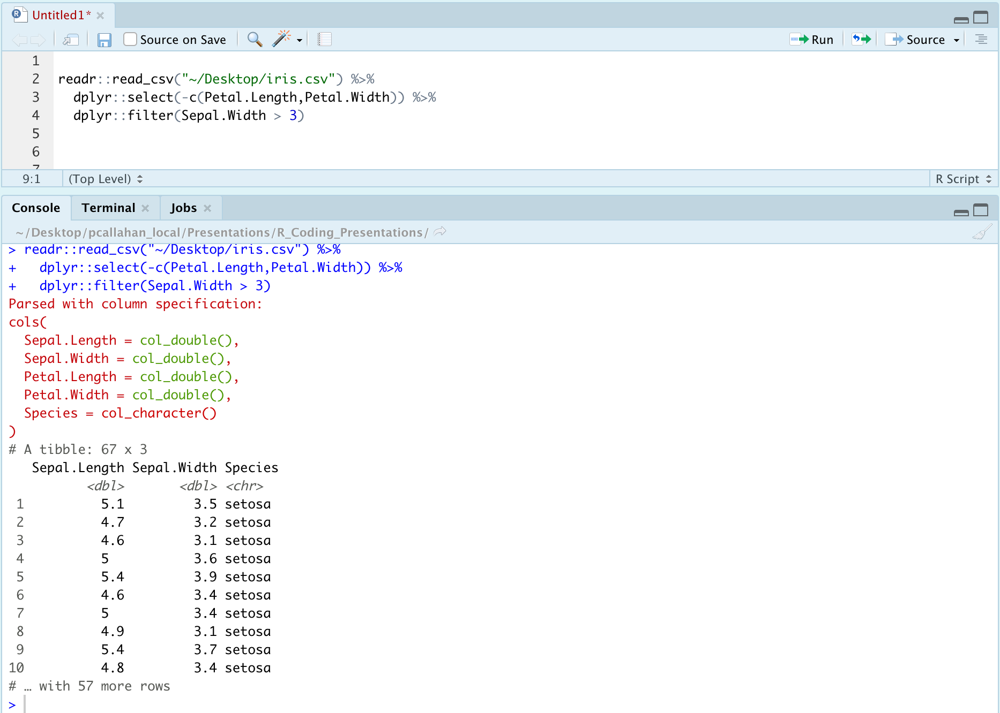 Untitled1*
Source on Save
Run
Source
1
2 readr::read_csv("~/Desktop/iris.csv") %>%
3   dplyr::select(-c(Petal.Length,Petal.Width)) %>%
4   dplyr::filter(Sepal.Width > 3)
5
6
7
9:1 (Top Level) R Script
Console Terminal Jobs
~/Desktop/pcallahan_local/Presentations/R_Coding_Presentations/
> readr::read_csv("~/Desktop/iris.csv") %>%
+   dplyr::select(-c(Petal.Length,Petal.Width)) %>%
+   dplyr::filter(Sepal.Width > 3)
Parsed with column specification:
cols(
  Sepal.Length = col_double(),
  Sepal.Width = col_double(),
  Petal.Length = col_double(),
  Petal.Width = col_double(),
  Species = col_character()
)
# A tibble: 67 x 3
   Sepal.Length Sepal.Width Species
          <dbl>       <dbl> <chr>
 1          5.1         3.5 setosa
 2          4.7         3.2 setosa
 3          4.6         3.1 setosa
 4          5           3.6 setosa
 5          5.4         3.9 setosa
 6          4.6         3.4 setosa
 7          5           3.4 setosa
 8          4.9         3.1 setosa
 9          5.4         3.7 setosa
10          4.8         3.4 setosa
# … with 57 more rows
>